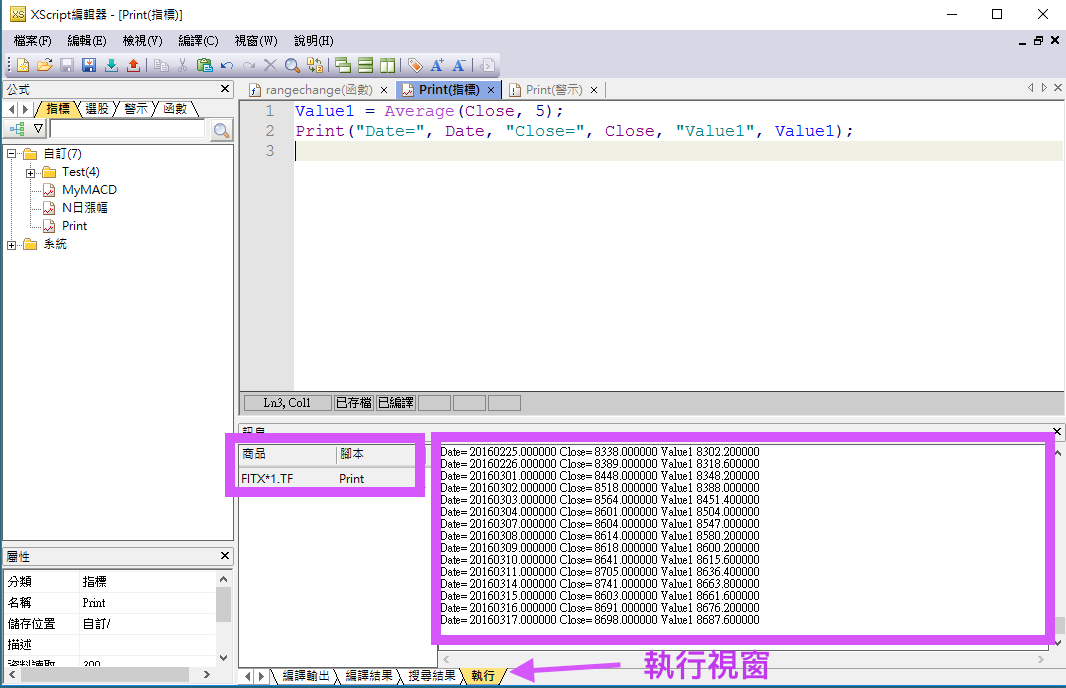 XScript編輯器 - [Print(指標)]
檔案(F) 編輯(E) 檢視(V) 編譯(C) 視窗(W) 說明(H)
公式
指標 選股 警示 函數
自訂(7)
Test(4)
MyMACD
N日漲幅
Print
系統
屬性
分類 指標
名稱 Print
儲存位置 自訂/
描述
資料讀取 300
rangechange(函數) Print(指標) Print(警示)
1 Value1 = Average(Close, 5);
2 Print("Date=", Date, "Close=", Close, "Value1", Value1);
3
Ln3, Col1 已存檔 已編譯
訊息
商品 腳本
FITX*1.TF Print
Date= 20160225.000000 Close= 8338.000000 Value1 8302.200000
Date= 20160226.000000 Close= 8389.000000 Value1 8318.600000
Date= 20160301.000000 Close= 8448.000000 Value1 8348.200000
Date= 20160302.000000 Close= 8518.000000 Value1 8388.000000
Date= 20160303.000000 Close= 8564.000000 Value1 8451.400000
Date= 20160304.000000 Close= 8601.000000 Value1 8504.000000
Date= 20160307.000000 Close= 8604.000000 Value1 8547.000000
Date= 20160308.000000 Close= 8614.000000 Value1 8580.200000
Date= 20160309.000000 Close= 8618.000000 Value1 8600.200000
Date= 20160310.000000 Close= 8641.000000 Value1 8615.600000
Date= 20160311.000000 Close= 8705.000000 Value1 8636.400000
Date= 20160314.000000 Close= 8741.000000 Value1 8663.800000
Date= 20160315.000000 Close= 8603.000000 Value1 8661.600000
Date= 20160316.000000 Close= 8691.000000 Value1 8676.200000
Date= 20160317.000000 Close= 8698.000000 Value1 8687.600000
編譯輸出 編譯結果 搜尋結果 執行
執行視窗